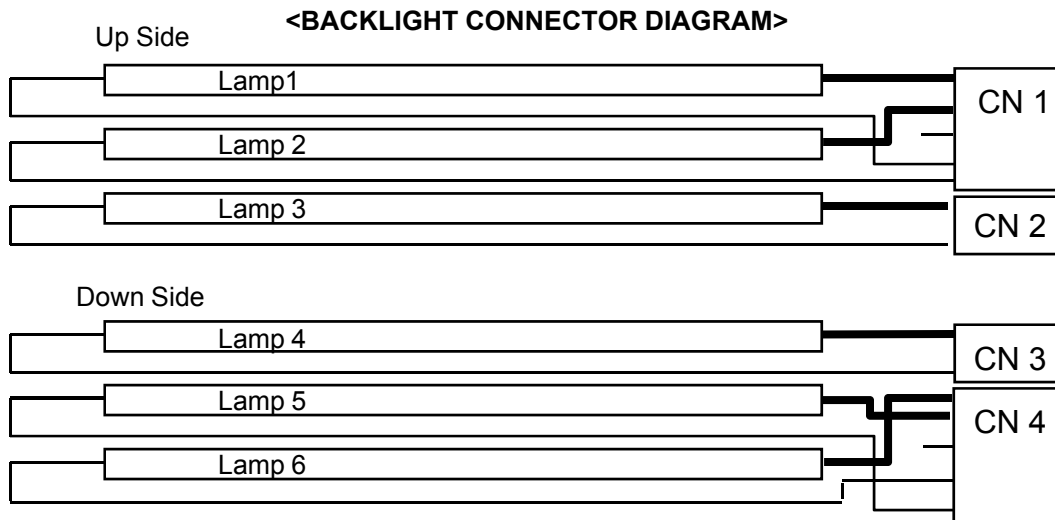 <BACKLIGHT CONNECTOR DIAGRAM>
Up Side
Lamp1
CN 1
Lamp 2
Lamp 3
CN 2
Down Side
Lamp 4
CN 3
Lamp 5
CN 4
Lamp 6